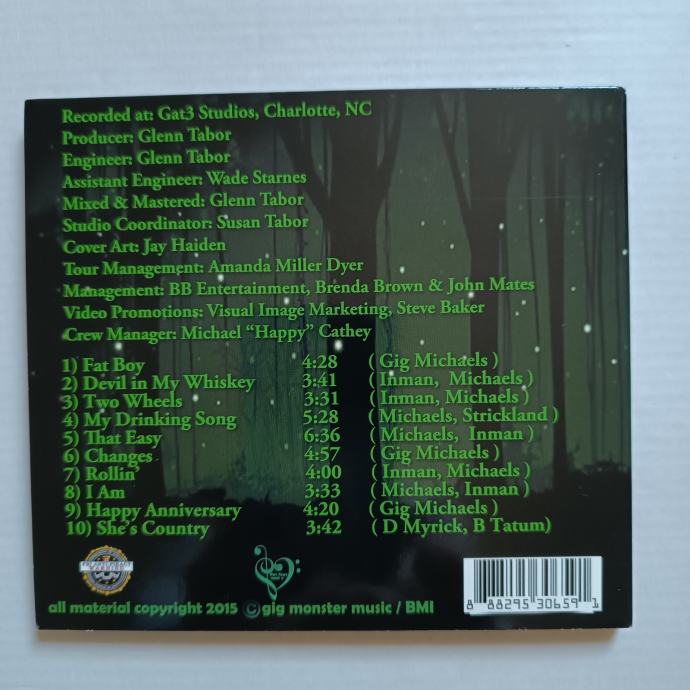 Recorded at: Gat3 Studios, Charlotte, NC
Producer: Glenn Tabor
Engineer: Glenn Tabor
Assistant Engineer: Wade Starnes
Mixed & Mastered: Glenn Tabor
Studio Coordinator: Susan Tabor
Cover Art: Jay Haiden
Tour Management: Amanda Miller Dyer
Management: BB Entertainment, Brenda Brown & John Mates
Video Promotions: Visual Image Marketing, Steve Baker
Crew Manager: Michael “Happy” Cathey
1) Fat Boy 4:28 ( Gig Michaels )
2) Devil in My Whiskey 3:41 ( Inman, Michaels )
3) Two Wheels 3:31 ( Inman, Michaels )
4) My Drinking Song 5:28 ( Michaels, Strickland )
5) That Easy 6:36 ( Michaels, Inman )
6) Changes 4:57 ( Gig Michaels )
7) Rollin' 4:00 ( Inman, Michaels )
8) I Am 3:33 ( Michaels, Inman )
9) Happy Anniversary 4:20 ( Gig Michaels )
10) She's Country 3:42 ( D Myrick, B Tatum)
WARNING
all material copyright 2015 © gig monster music / BMI
8 88295 30659 1